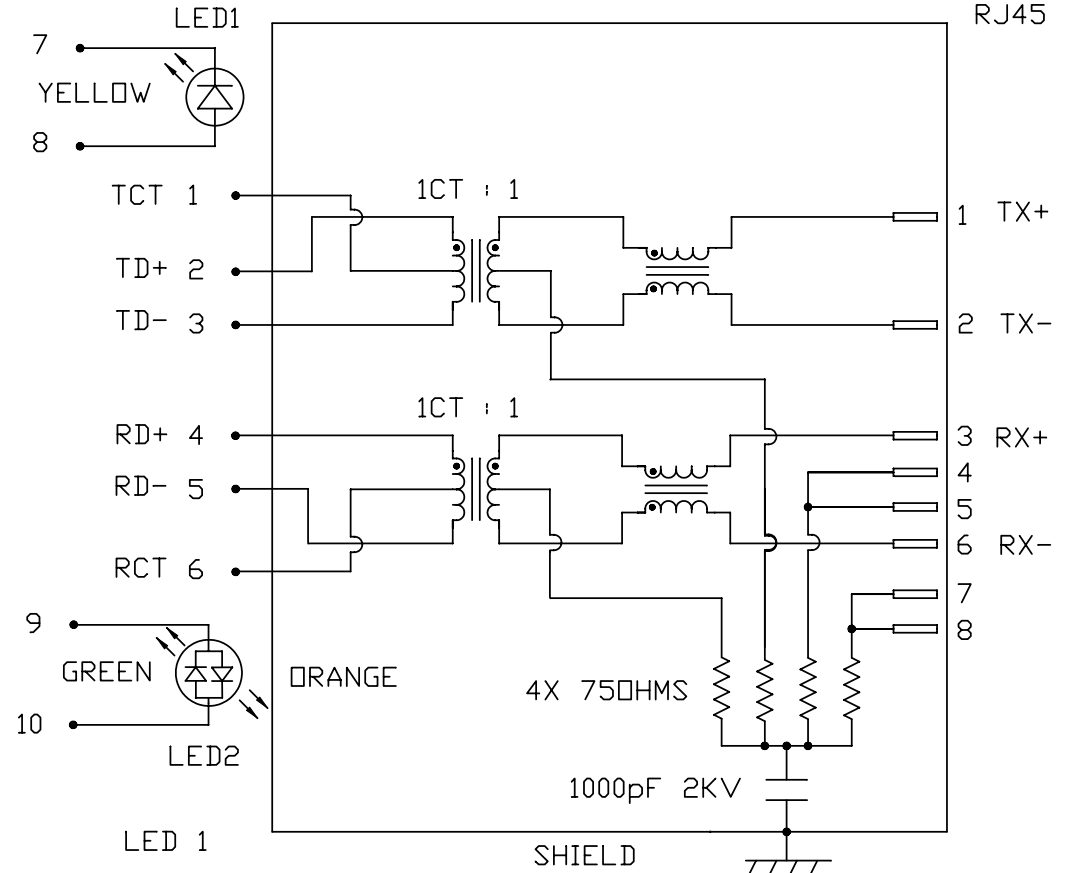 LED1
RJ45
7
YELLOW
8
TCT 1
1CT : 1
1 TX+
TD+ 2
TD- 3
2 TX-
1CT : 1
RD+ 4
3 RX+
4
RD- 5
5
6 RX-
RCT 6
7
9
8
GREEN
ORANGE
4X 75OHMS
10
LED2
1000pF 2KV
LED 1
SHIELD